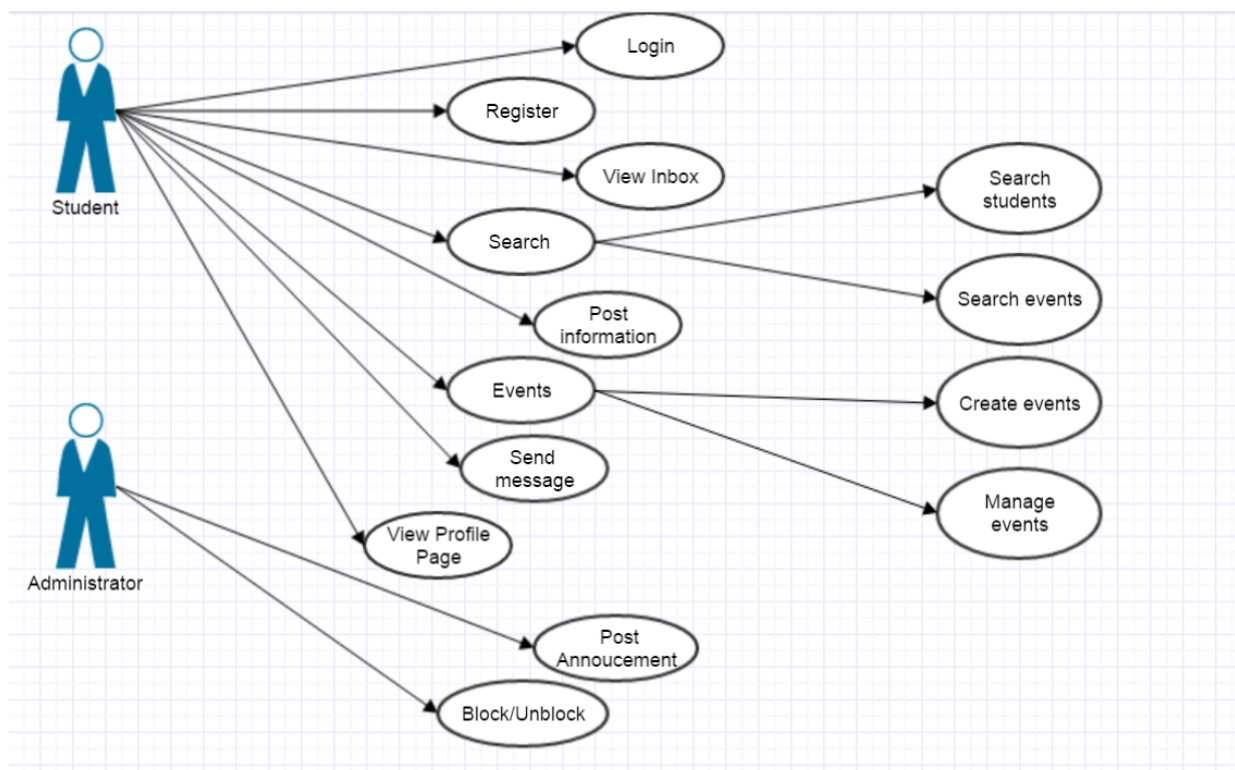 Login
Register
View Inbox
Search
students
Student
Search
Search events
Post
information
Events
Create events
Send
message
Manage
events
View Profile
Page
Administrator
Post
Annoucement
Block/Unblock